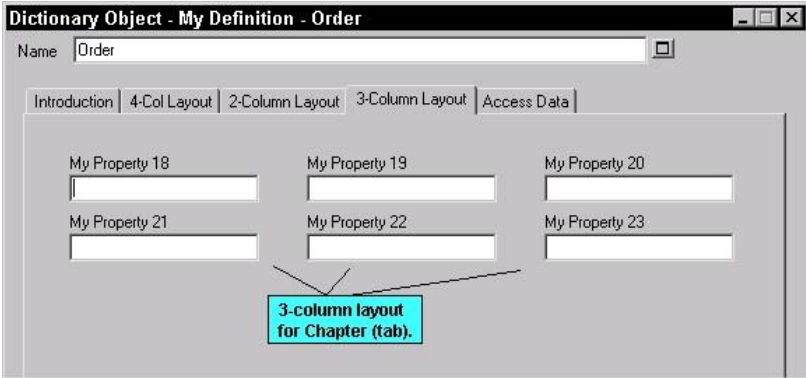 Dictionary Object - My Definition - Order
Name Order
Introduction 4-Col Layout 2-Column Layout 3-Column Layout Access Data
My Property 18 My Property 19 My Property 20
My Property 21 My Property 22 My Property 23
3-column layout
for Chapter (tab).